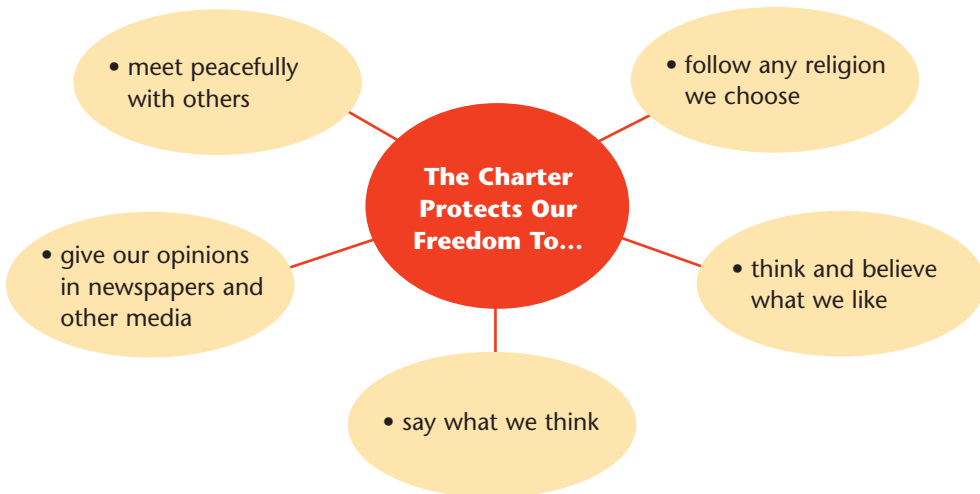 • meet peacefully
with others
• follow any religion
we choose
The Charter
Protects Our
Freedom To...
• give our opinions
in newspapers and
other media
• think and believe
what we like
• say what we think